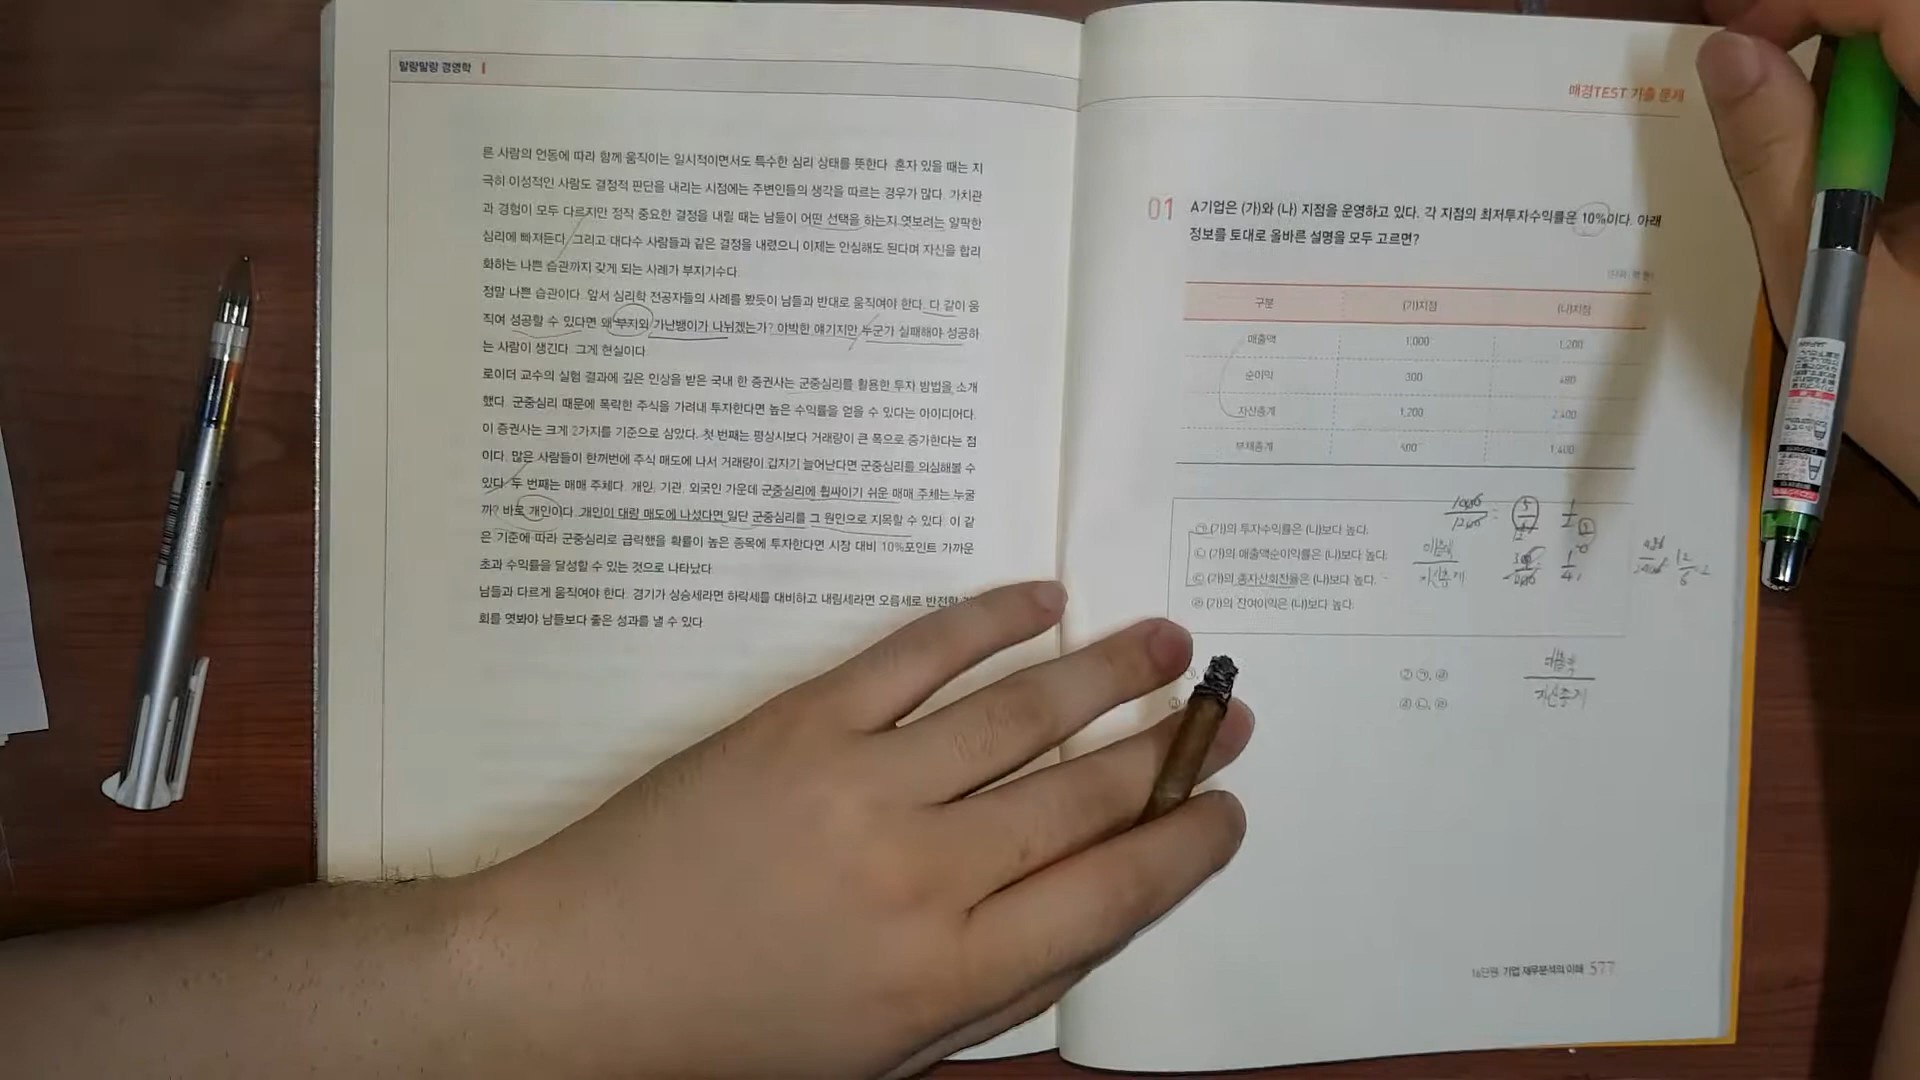 말랑말랑 경영학
른 사람의 언동에 따라 함께 움직이는 일시적이면서도 특수한 심리 상태를 뜻한다. 혼자 있을 때는 지
극히 이성적인 사람도 결정적 판단을 내리는 시점에는 주변인들의 생각을 따르는 경우가 많다. 가치관
과 경험이 모두 다르지만 정작 중요한 결정을 내릴 때는 남들이 어떤 선택을 하는지 엿보려는 얄팍한
심리에 빠져든다. 그리고 대다수 사람들과 같은 결정을 내렸으니 이제는 안심해도 된다며 자신을 합리
화하는 나쁜 습관까지 갖게 되는 사례가 부지기수다.
정말 나쁜 습관이다. 앞서 심리학 전공자들의 사례를 봤듯이 남들과 반대로 움직여야 한다. 다 같이 움
직여 성공할 수 있다면 왜 부자와 가난뱅이가 나뉘겠는가? 야박한 얘기지만 누군가 실패해야 성공하
는 사람이 생긴다. 그게 현실이다.
로이더 교수의 실험 결과에 깊은 인상을 받은 국내 한 증권사는 군중심리를 활용한 투자 방법을 소개
했다. 군중심리 때문에 폭락한 주식을 가려내 투자한다면 높은 수익률을 얻을 수 있다는 아이디어다.
이 증권사는 크게 2가지를 기준으로 삼았다. 첫 번째는 평상시보다 거래량이 큰 폭으로 증가한다는 점
이다. 많은 사람들이 한꺼번에 주식 매도에 나서 거래량이 갑자기 늘어난다면 군중심리를 의심해볼 수
있다. 두 번째는 매매 주체다. 개인, 기관, 외국인 가운데 군중심리에 휩싸이기 쉬운 매매 주체는 누굴
까? 바로 개인이다. 개인이 대량 매도에 나섰다면 일단 군중심리를 그 원인으로 지목할 수 있다. 이 같
은 기준에 따라 군중심리로 급락했을 확률이 높은 종목에 투자한다면 시장 대비 10%포인트 가까운
초과 수익률을 달성할 수 있는 것으로 나타났다.
남들과 다르게 움직여야 한다. 경기가 상승세라면 하락세를 대비하고 내림세라면 오름세로 반전할
회를 엿봐야 남들보다 좋은 성과를 낼 수 있다.
매경TEST 기출 문제
01 A기업은 (가)와 (나) 지점을 운영하고 있다. 각 지점의 최저투자수익률은 10%이다. 아래
정보를 토대로 올바른 설명을 모두 고르면?
구분 (가)지점 (나)지점
매출액 1,000 1,200
순이익 300 480
자산총계 1,200 2,400
부채총계 400 1,400
㉠ (가)의 투자수익률은 (나)보다 높다.
㉡ (가)의 매출액순이익률은 (나)보다 높다.
㉢ (가)의 총자산회전율은 (나)보다 높다.
㉣ (가)의 잔여이익은 (나)보다 높다.
② ㉠, ㉣
④ ㉡, ㉣
매출액
자산총계
16단원 기업 재무분석의 이해 577